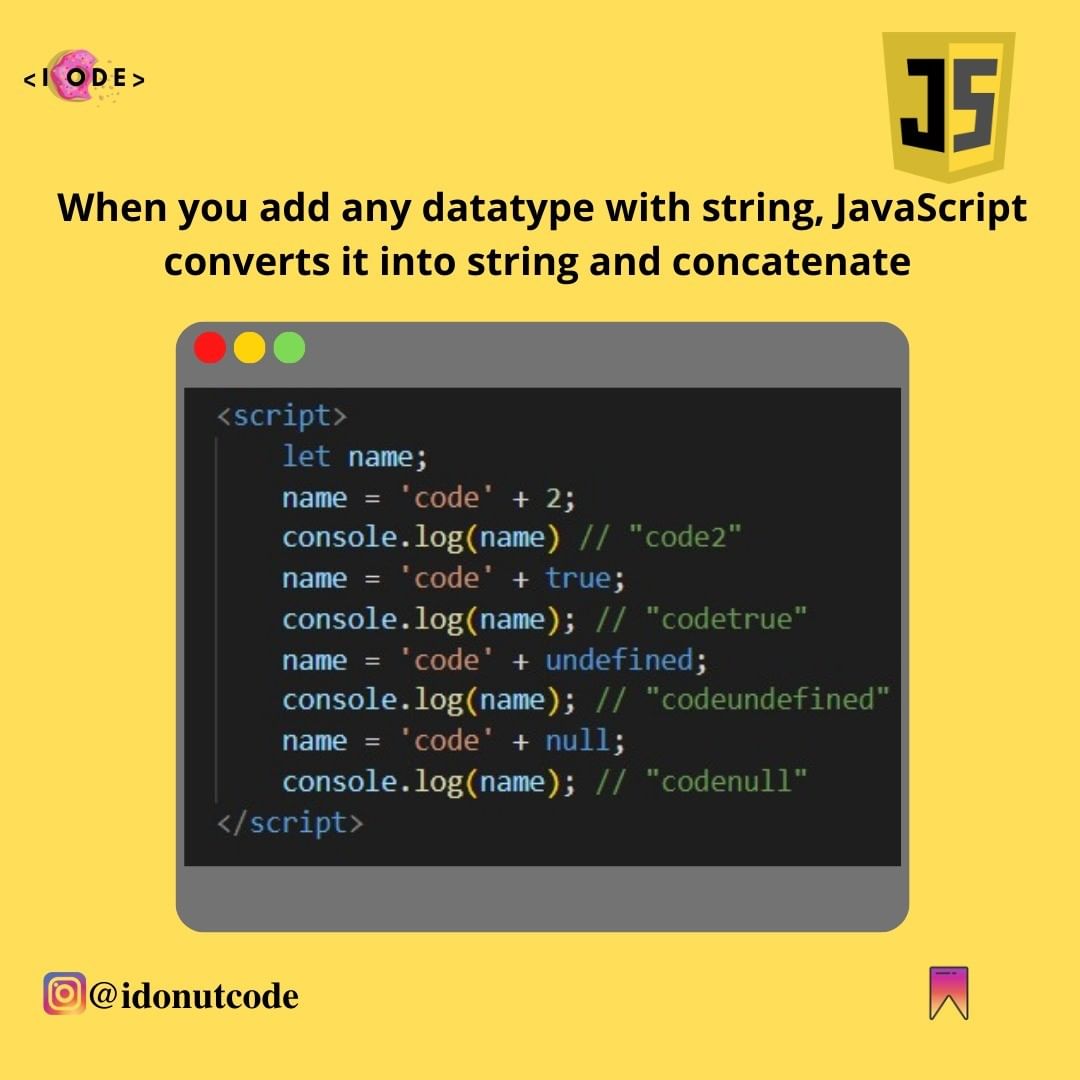 <I ODE>
JS
When you add any datatype with string, JavaScript
converts it into string and concatenate
<script>
let name;
name = 'code' + 2;
console.log(name) // "code2"
name = 'code' + true;
console.log(name); // "codetrue"
name = 'code' + undefined;
console.log(name); // "codeundefined"
name = 'code' + null;
console.log(name); // "codenull"
</script>
@idonutcode